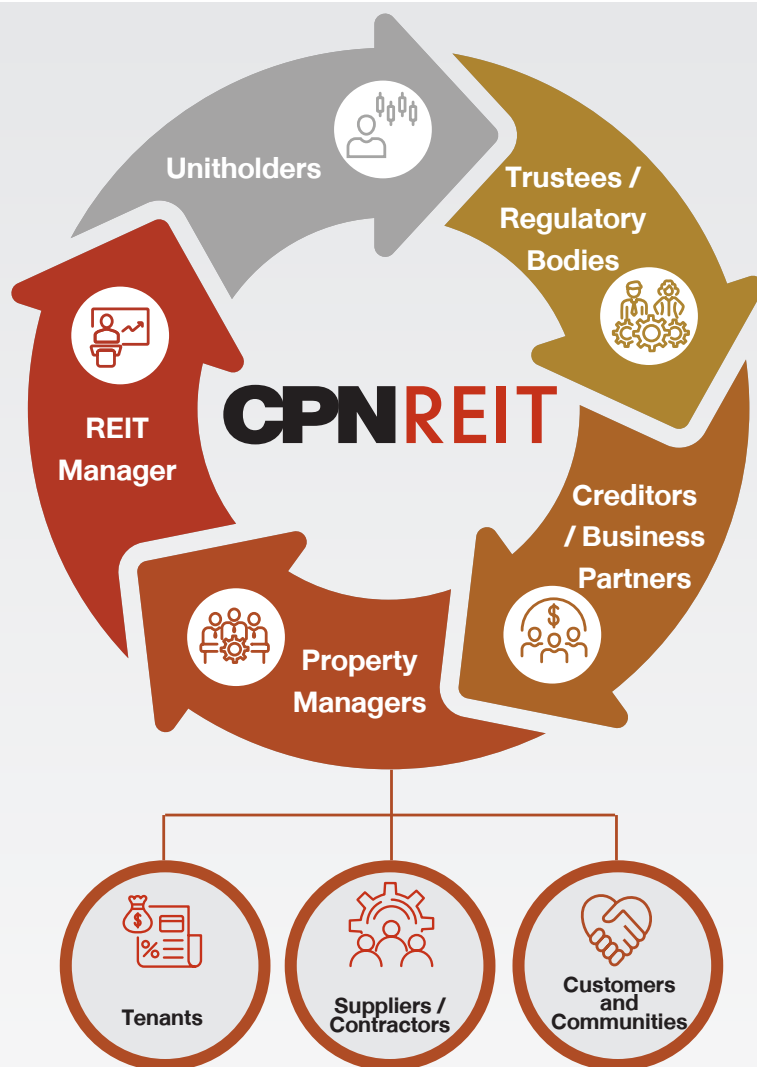 Unitholders
Trustees /
Regulatory
Bodies
CPNREIT
REIT
Manager
Creditors
/ Business
Partners
$
Property
Managers
$
%
Tenants
Suppliers /
Contractors
Customers
and
Communities